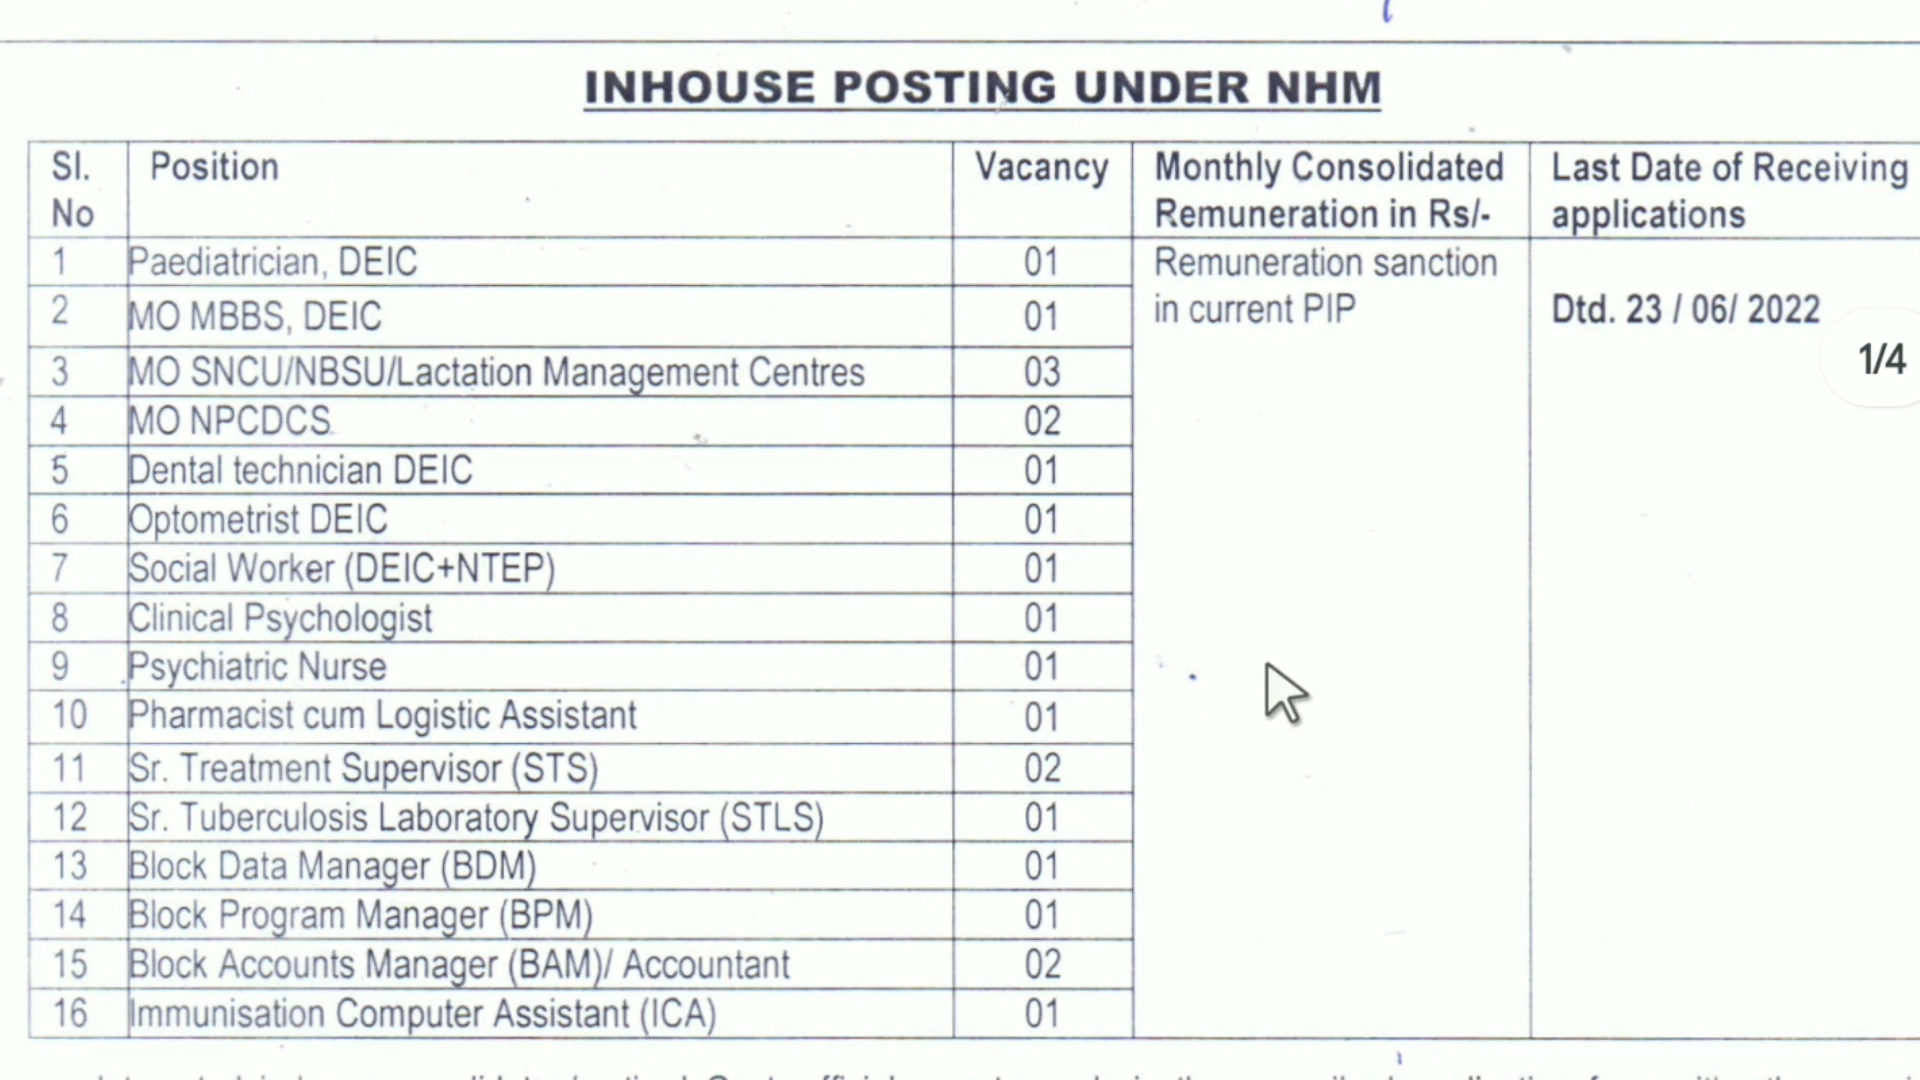 INHOUSE POSTING UNDER NHM
Sl. No Position Vacancy Monthly Consolidated Remuneration in Rs/- Last Date of Receiving applications
1 Paediatrician, DEIC 01 Remuneration sanction in current PIP Dtd. 23 / 06/ 2022
2 MO MBBS, DEIC 01
1/4
3 MO SNCU/NBSU/Lactation Management Centres 03
4 MO NPCDCS 02
5 Dental technician DEIC 01
6 Optometrist DEIC 01
7 Social Worker (DEIC+NTEP) 01
8 Clinical Psychologist 01
9 Psychiatric Nurse 01
10 Pharmacist cum Logistic Assistant 01
11 Sr. Treatment Supervisor (STS) 02
12 Sr. Tuberculosis Laboratory Supervisor (STLS) 01
13 Block Data Manager (BDM) 01
14 Block Program Manager (BPM) 01
15 Block Accounts Manager (BAM)/ Accountant 02
16 Immunisation Computer Assistant (ICA) 01